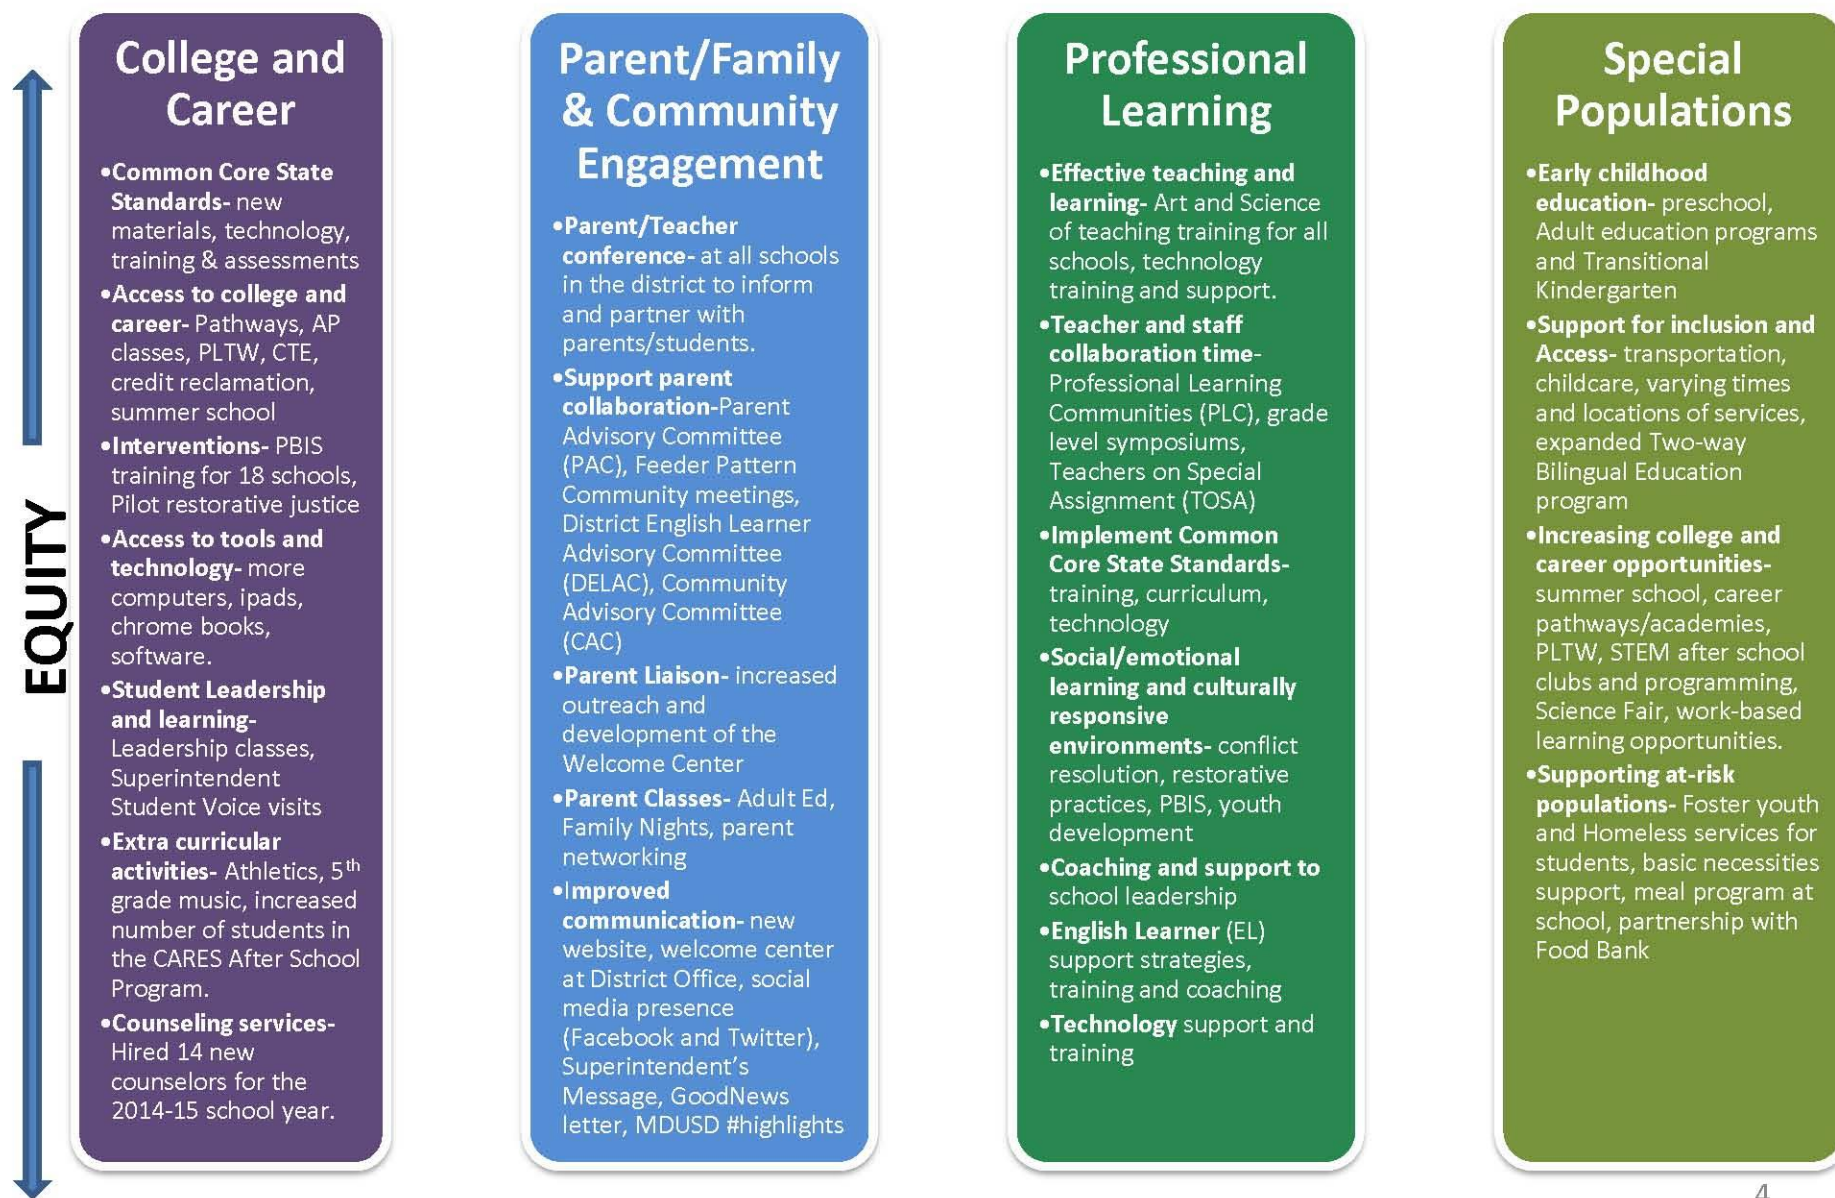 EQUITY
College and
Career
•Common Core State
Standards- new
materials, technology,
training & assessments
•Access to college and
career- Pathways, AP
classes, PLTW, CTE,
credit reclamation,
summer school
•Interventions- PBIS
training for 18 schools,
Pilot restorative justice
•Access to tools and
technology- more
computers, ipads,
chrome books,
software.
•Student Leadership
and learning-
Leadership classes,
Superintendent
Student Voice visits
•Extra curricular
activities- Athletics, 5th
grade music, increased
number of students in
the CARES After School
Program.
•Counseling services-
Hired 14 new
counselors for the
2014-15 school year.
Parent/Family
& Community
Engagement
•Parent/Teacher
conference- at all schools
in the district to inform
and partner with
parents/students.
•Support parent
collaboration-Parent
Advisory Committee
(PAC), Feeder Pattern
Community meetings,
District English Learner
Advisory Committee
(DELAC), Community
Advisory Committee
(CAC)
•Parent Liaison- increased
outreach and
development of the
Welcome Center
•Parent Classes- Adult Ed,
Family Nights, parent
networking
•Improved
communication- new
website, welcome center
at District Office, social
media presence
(Facebook and Twitter),
Superintendent's
Message, GoodNews
letter, MDUSD #highlights
Professional
Learning
•Effective teaching and
learning- Art and Science
of teaching training for all
schools, technology
training and support.
•Teacher and staff
collaboration time-
Professional Learning
Communities (PLC), grade
level symposiums,
Teachers on Special
Assignment (TOSA)
•Implement Common
Core State Standards-
training, curriculum,
technology
•Social/emotional
learning and culturally
responsive
environments- conflict
resolution, restorative
practices, PBIS, youth
development
•Coaching and support to
school leadership
•English Learner (EL)
support strategies,
training and coaching
•Technology support and
training
Special
Populations
•Early childhood
education- preschool,
Adult education programs
and Transitional
Kindergarten
•Support for inclusion and
Access- transportation,
childcare, varying times
and locations of services,
expanded Two-way
Bilingual Education
program
•Increasing college and
career opportunities-
summer school, career
pathways/academies,
PLTW, STEM after school
clubs and programming,
Science Fair, work-based
learning opportunities.
•Supporting at-risk
populations- Foster youth
and Homeless services for
students, basic necessities
support, meal program at
school, partnership with
Food Bank
4